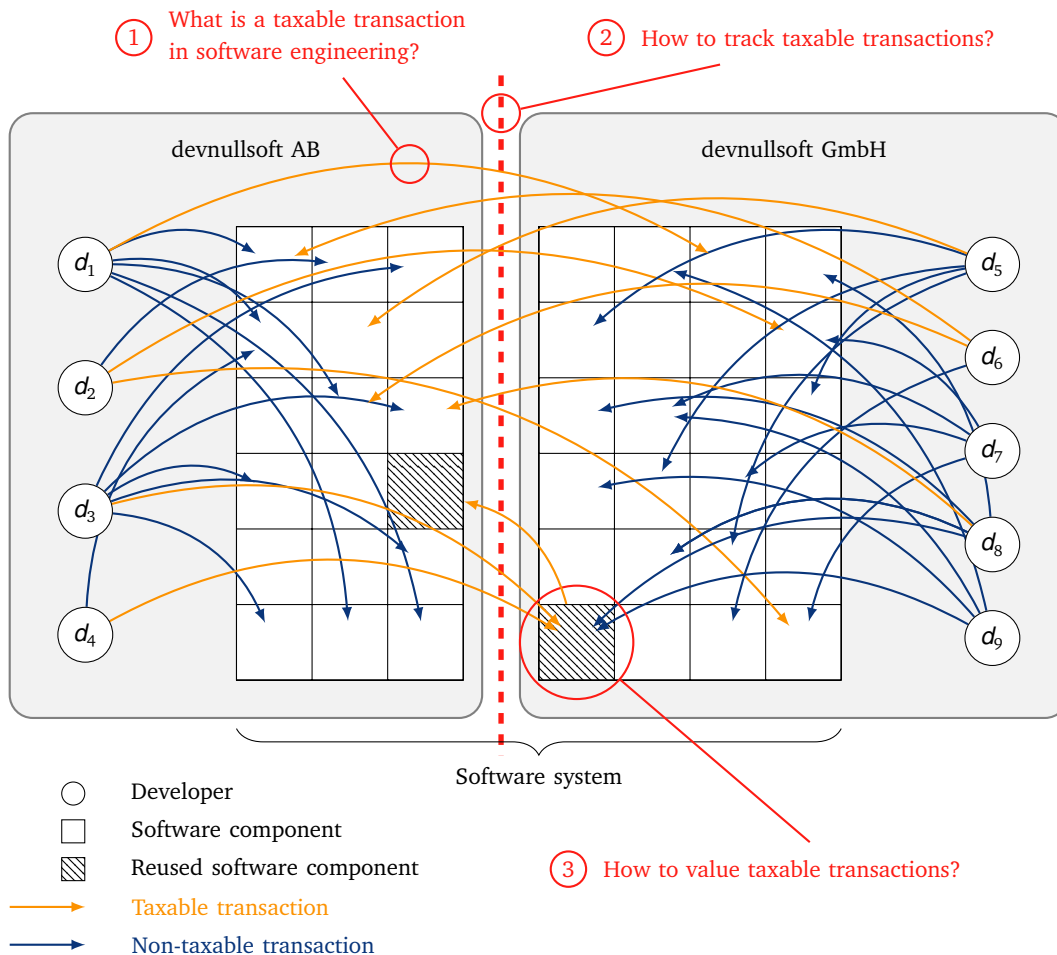 1 What is a taxable transaction
in software engineering?
2 How to track taxable transactions?
devnullsoft AB
devnullsoft GmbH
d1
d2
d3
d4
d5
d6
d7
d8
d9
Software system
Developer
Software component
Reused software component
Taxable transaction
Non-taxable transaction
3 How to value taxable transactions?